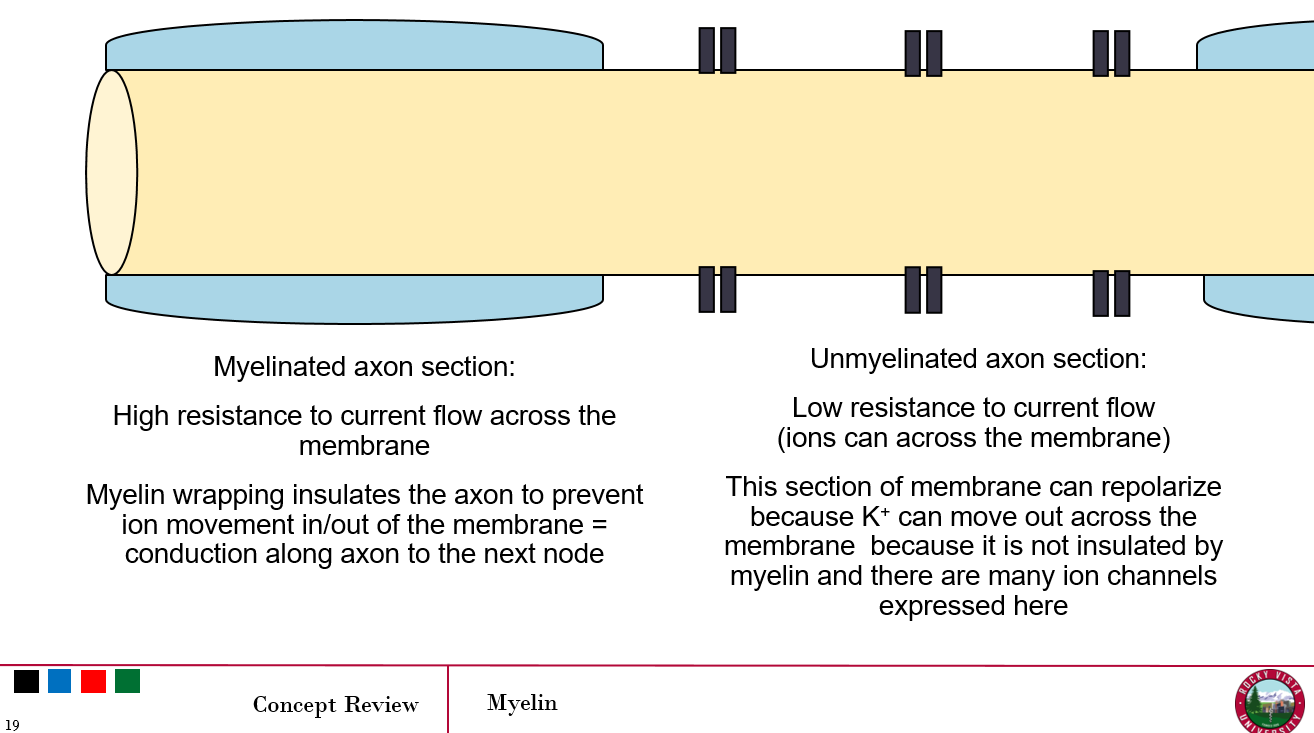 Myelinated axon section:
High resistance to current flow across the
membrane
Myelin wrapping insulates the axon to prevent
ion movement in/out of the membrane =
conduction along axon to the next node
Unmyelinated axon section:
Low resistance to current flow
(ions can across the membrane)
This section of membrane can repolarize
because K⁺ can move out across the
membrane  because it is not insulated by
myelin and there are many ion channels
expressed here
19
Concept Review
Myelin
ROCKY VISTA
UNIVERSITY